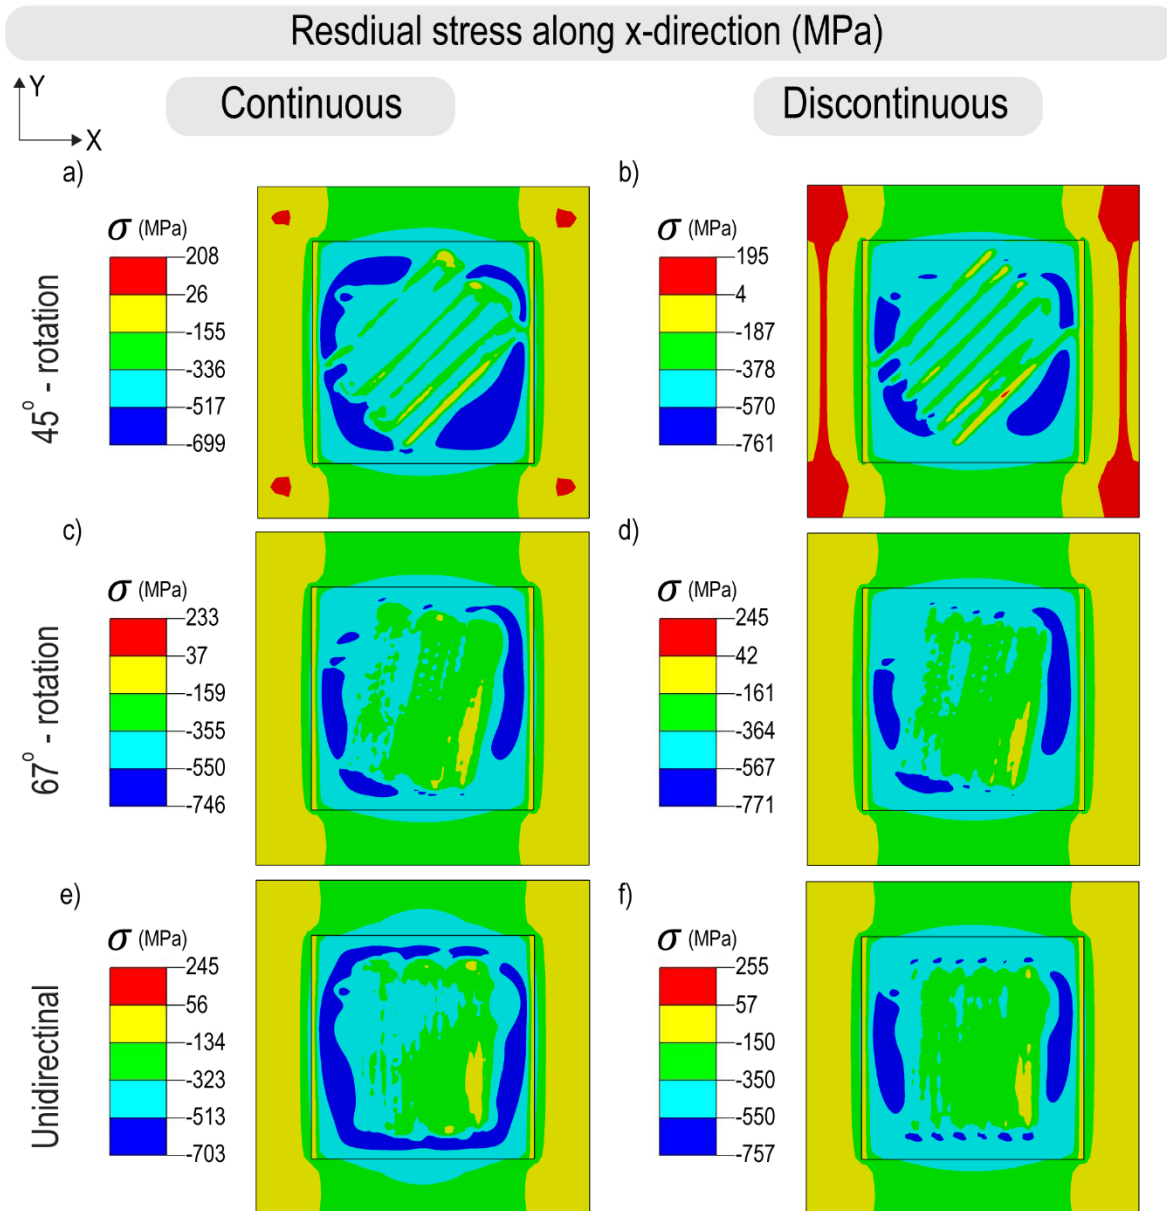 Resdiual stress along x-direction (MPa)
Y
X
Continuous
Discontinuous
a)
σ (MPa)
208
26
-155
-336
-517
-699
b)
σ (MPa)
195
4
-187
-378
-570
-761
45° - rotation
c)
σ (MPa)
233
37
-159
-355
-550
-746
d)
σ (MPa)
245
42
-161
-364
-567
-771
67° - rotation
e)
σ (MPa)
245
56
-134
-323
-513
-703
f)
σ (MPa)
255
57
-150
-350
-550
-757
Unidirectinal